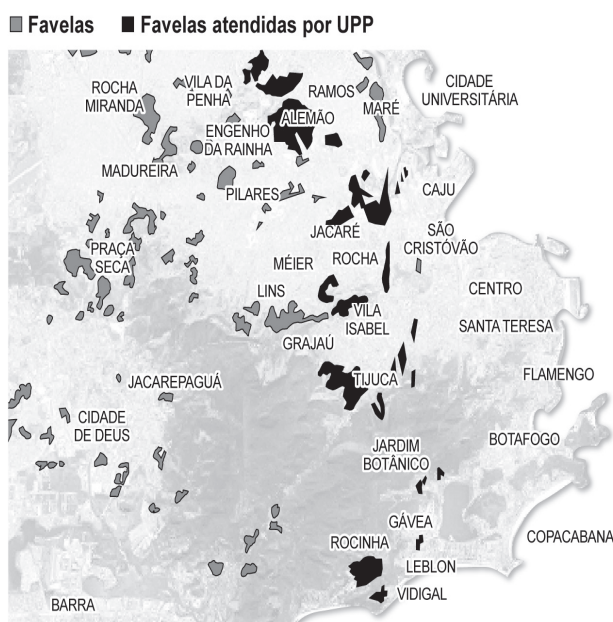 Favelas
Favelas atendidas por UPP
ROCHA
MIRANDA
VILA DA
PENHA
RAMOS
MARÉ
CIDADE
UNIVERSITÁRIA
ALEMÃO
ENGENHO
DA RAINHA
MADUREIRA
PILARES
CAJU
JACARÉ
SÃO
CRISTÓVÃO
PRAÇA
SECA
MÉIER
ROCHA
LINS
CENTRO
VILA
ISABEL
SANTA TERESA
GRAJAÚ
JACAREPAGUÁ
TIJUCA
FLAMENGO
CIDADE
DE DEUS
JARDIM
BOTÂNICO
BOTAFOGO
GÁVEA
ROCINHA
COPACABANA
LEBLON
VIDIGAL
BARRA